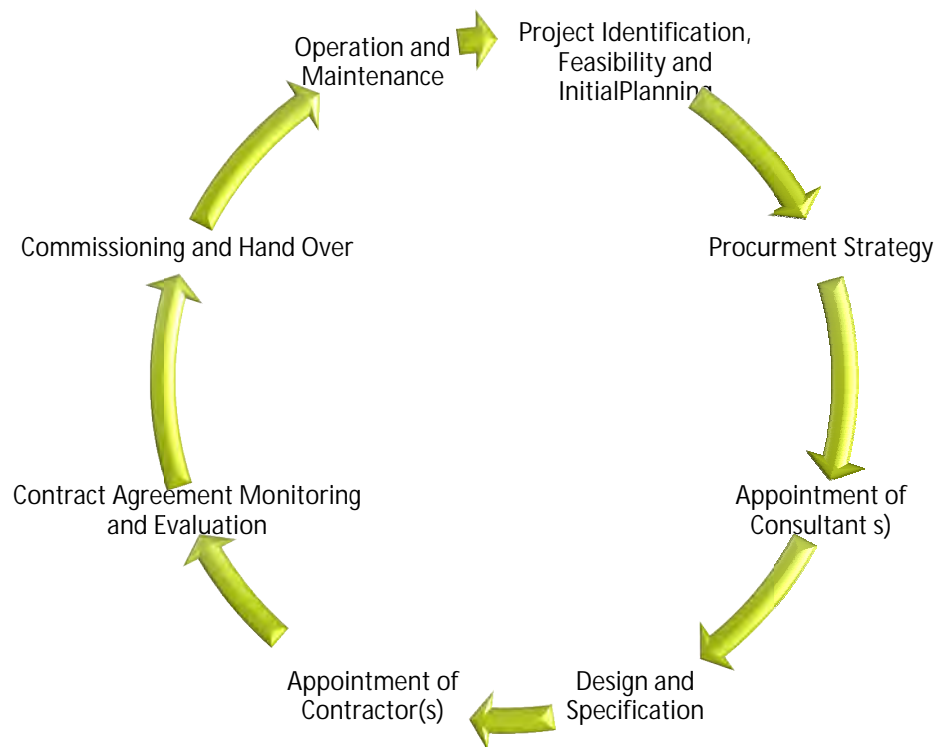 Project Identification,
Feasibility and
InitialPlanning
Procurment Strategy
Appointment of
Consultant s)
Design and
Specification
Appointment of
Contractor(s)
Contract Agreement Monitoring
and Evaluation
Commissioning and Hand Over
Operation and
Maintenance